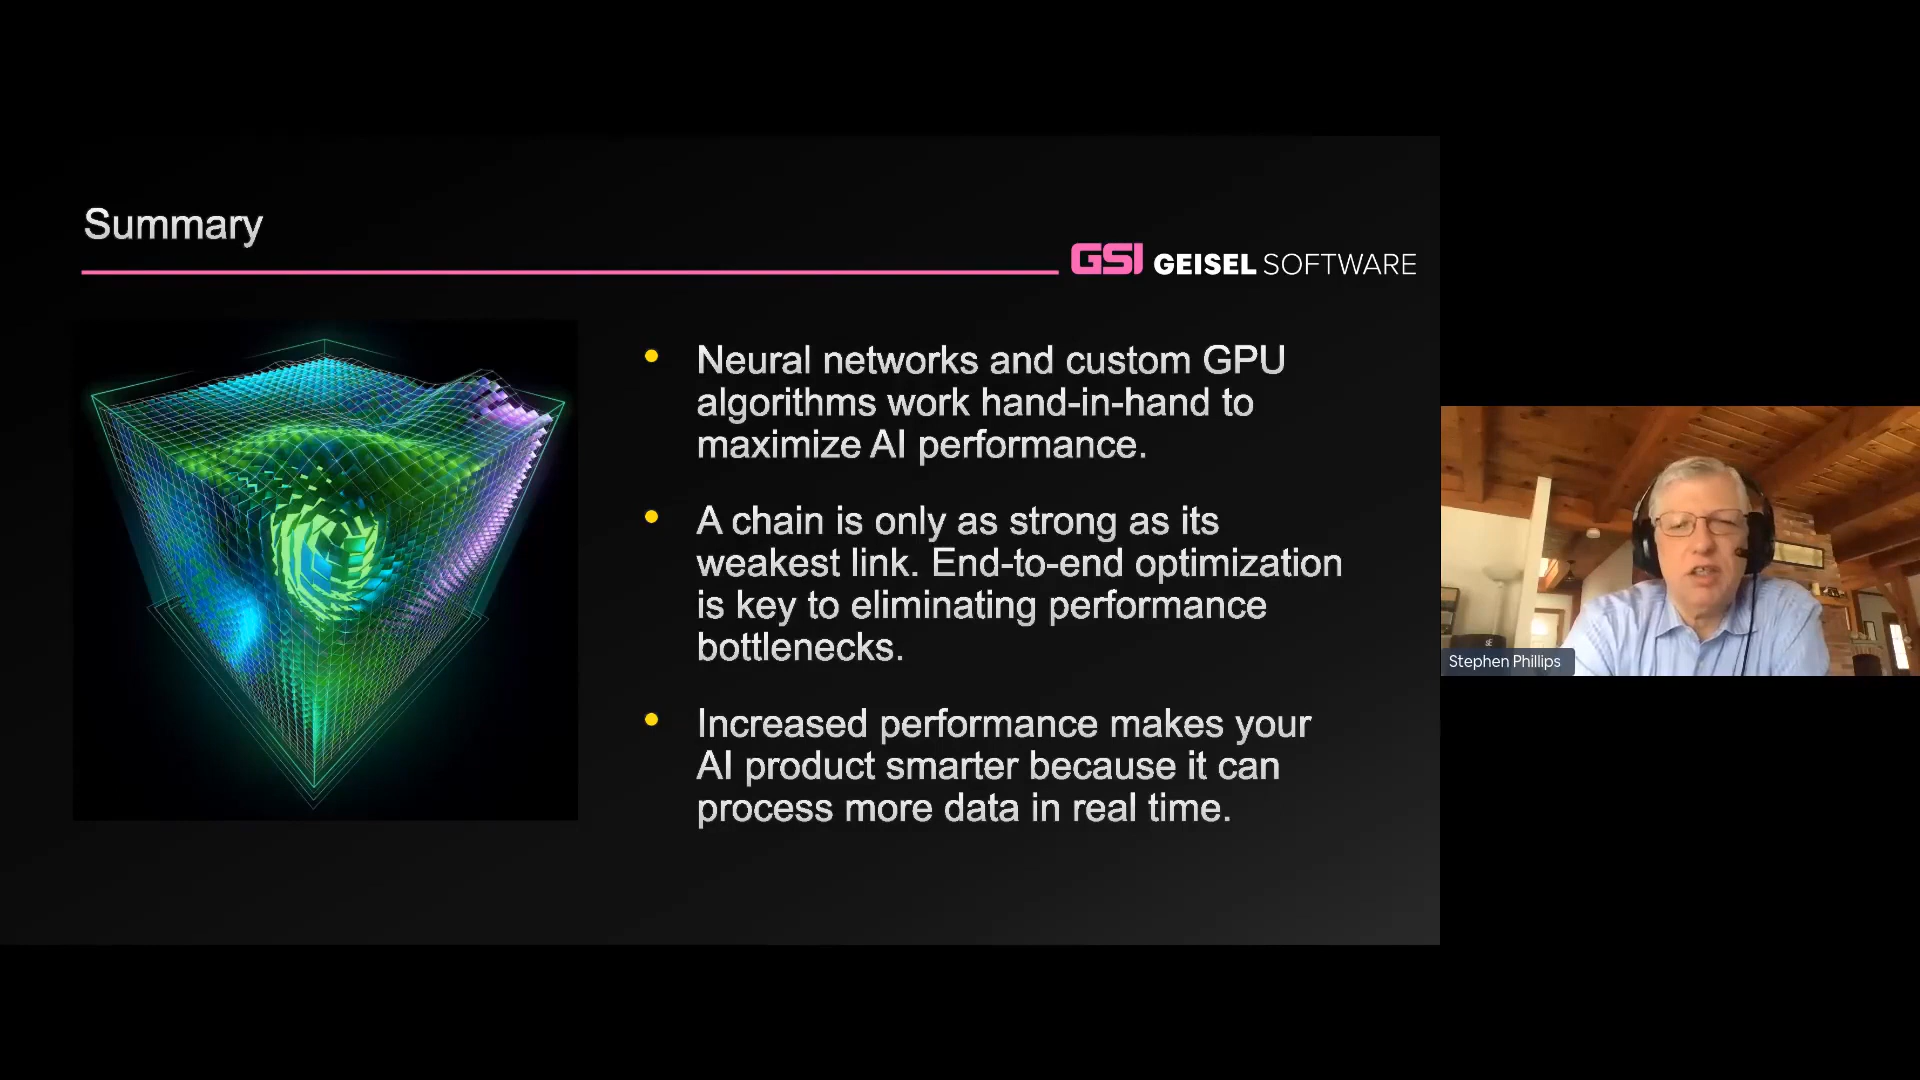 Summary
GSI GEISEL SOFTWARE
• Neural networks and custom GPU
algorithms work hand-in-hand to
maximize AI performance.
• A chain is only as strong as its
weakest link. End-to-end optimization
is key to eliminating performance
bottlenecks.
• Increased performance makes your
AI product smarter because it can
process more data in real time.
Stephen Phillips